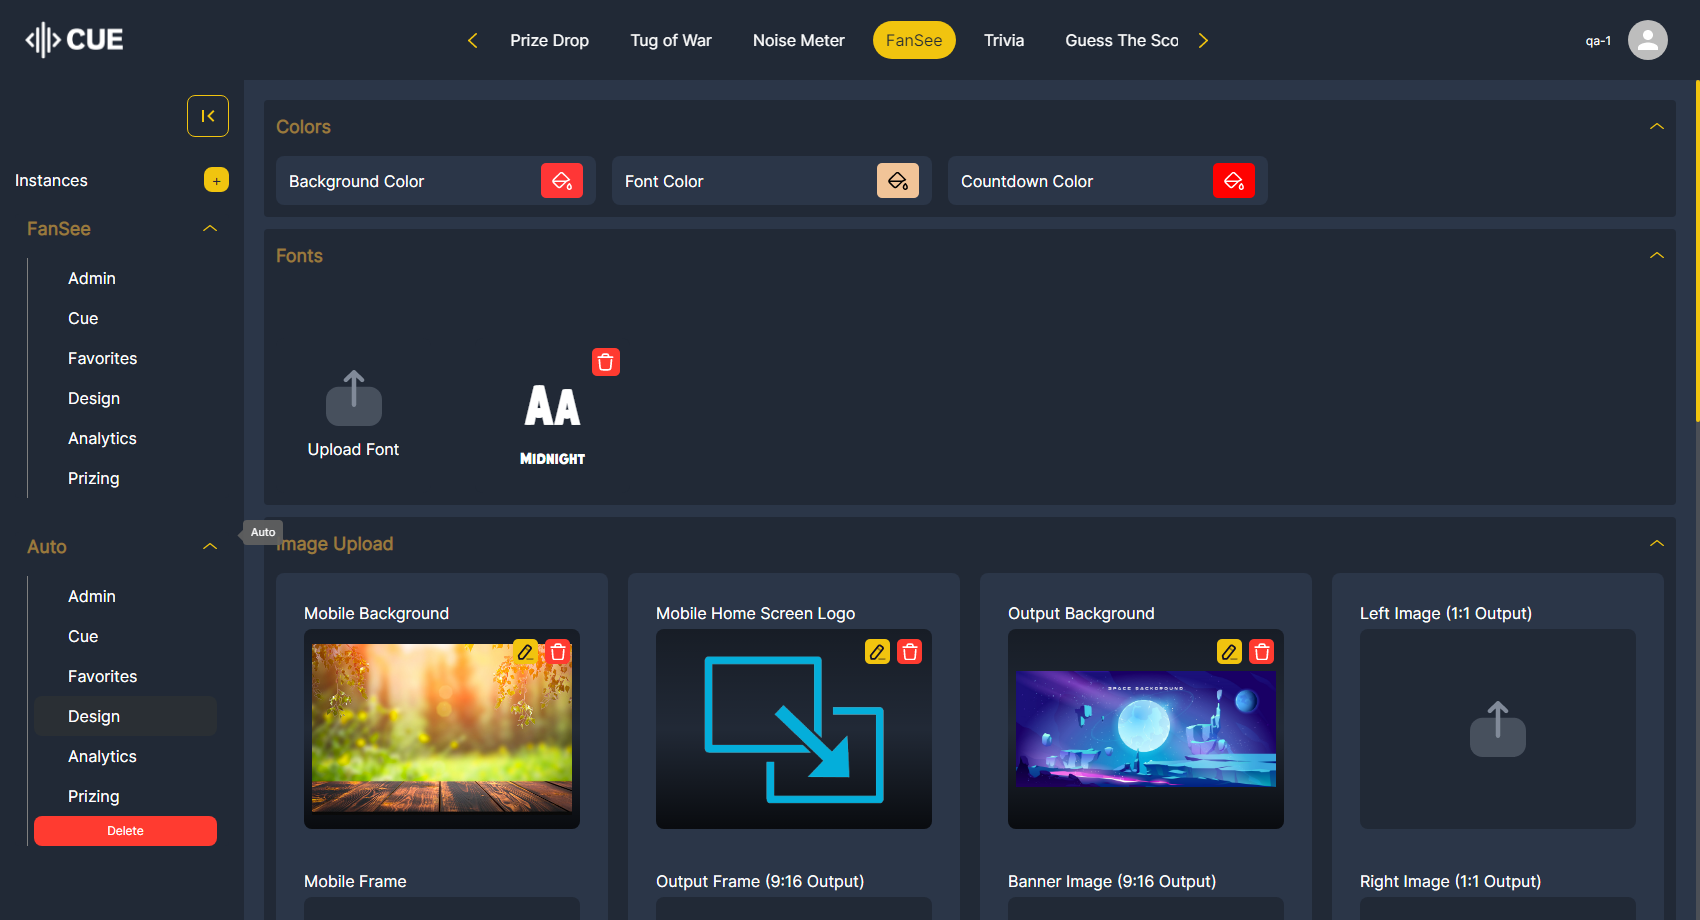 CUE
Prize Drop
Tug of War
Noise Meter
FanSee
Trivia
Guess The Sco
qa-1
Instances
+
FanSee
Admin
Cue
Favorites
Design
Analytics
Prizing
Auto
Admin
Cue
Favorites
Design
Analytics
Prizing
Delete
Auto
Colors
Background Color
Font Color
Countdown Color
Fonts
Upload Font
AA
MIDNIGHT
Image Upload
Mobile Background
Mobile Home Screen Logo
Output Background
SPACE BACKGROUND
Left Image (1:1 Output)
Mobile Frame
Output Frame (9:16 Output)
Banner Image (9:16 Output)
Right Image (1:1 Output)